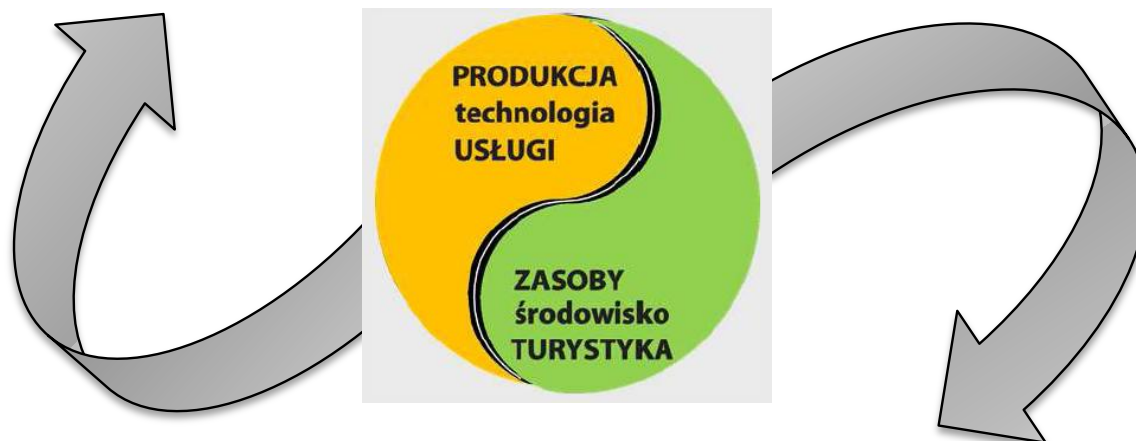 PRODUKCJA
technologia
USŁUGI
ZASOBY
środowisko
TURYSTYKA